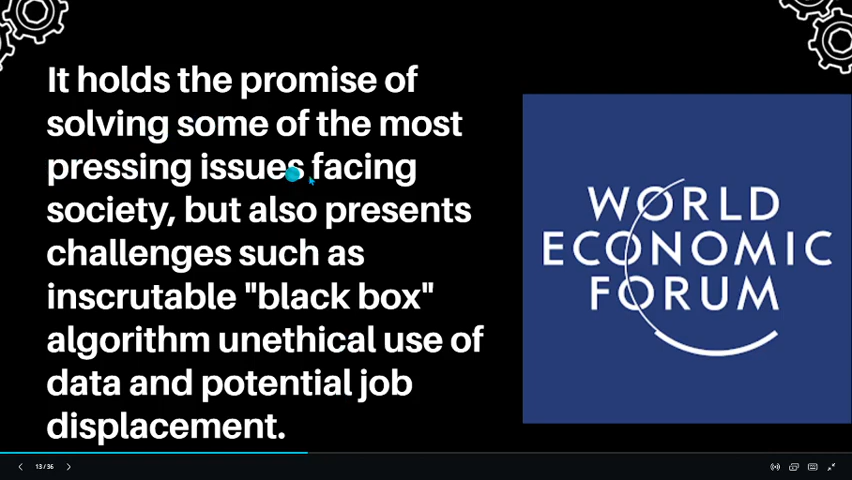 It holds the promise of
solving some of the most
pressing issues facing
society, but also presents
challenges such as
inscrutable "black box"
algorithm unethical use of
data and potential job
displacement.
WORLD
ECONOMIC
FORUM
13 / 36